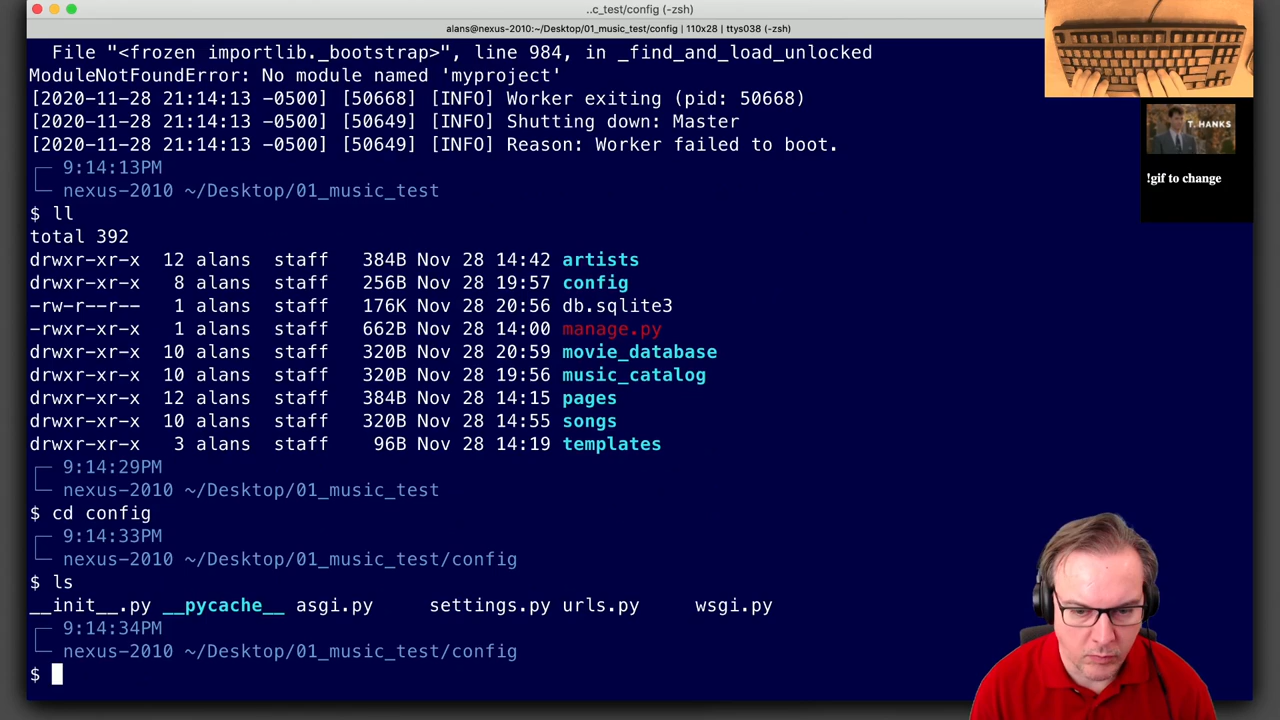 ..c_test/config (-zsh)
alans@nexus-2010:~/Desktop/01_music_test/config | 110x28 | ttys038 (-zsh)
File "<frozen importlib._bootstrap>", line 984, in _find_and_load_unlocked
ModuleNotFoundError: No module named 'myproject'
[2020-11-28 21:14:13 -0500] [50668] [INFO] Worker exiting (pid: 50668)
[2020-11-28 21:14:13 -0500] [50649] [INFO] Shutting down: Master
[2020-11-28 21:14:13 -0500] [50649] [INFO] Reason: Worker failed to boot.
9:14:13PM
nexus-2010 ~/Desktop/01_music_test
$ ll
total 392
drwxr-xr-x 12 alans staff 384B Nov 28 14:42 artists
drwxr-xr-x 8 alans staff 256B Nov 28 19:57 config
-rw-r--r-- 1 alans staff 176K Nov 28 20:56 db.sqlite3
-rwxr-xr-x 1 alans staff 662B Nov 28 14:00 manage.py
drwxr-xr-x 10 alans staff 320B Nov 28 20:59 movie_database
drwxr-xr-x 10 alans staff 320B Nov 28 19:56 music_catalog
drwxr-xr-x 12 alans staff 384B Nov 28 14:15 pages
drwxr-xr-x 10 alans staff 320B Nov 28 14:55 songs
drwxr-xr-x 3 alans staff 96B Nov 28 14:19 templates
9:14:29PM
nexus-2010 ~/Desktop/01_music_test
$ cd config
9:14:33PM
nexus-2010 ~/Desktop/01_music_test/config
$ ls
__init__.py __pycache__ asgi.py settings.py urls.py wsgi.py
9:14:34PM
nexus-2010 ~/Desktop/01_music_test/config
$
T. HANKS
!gif to change